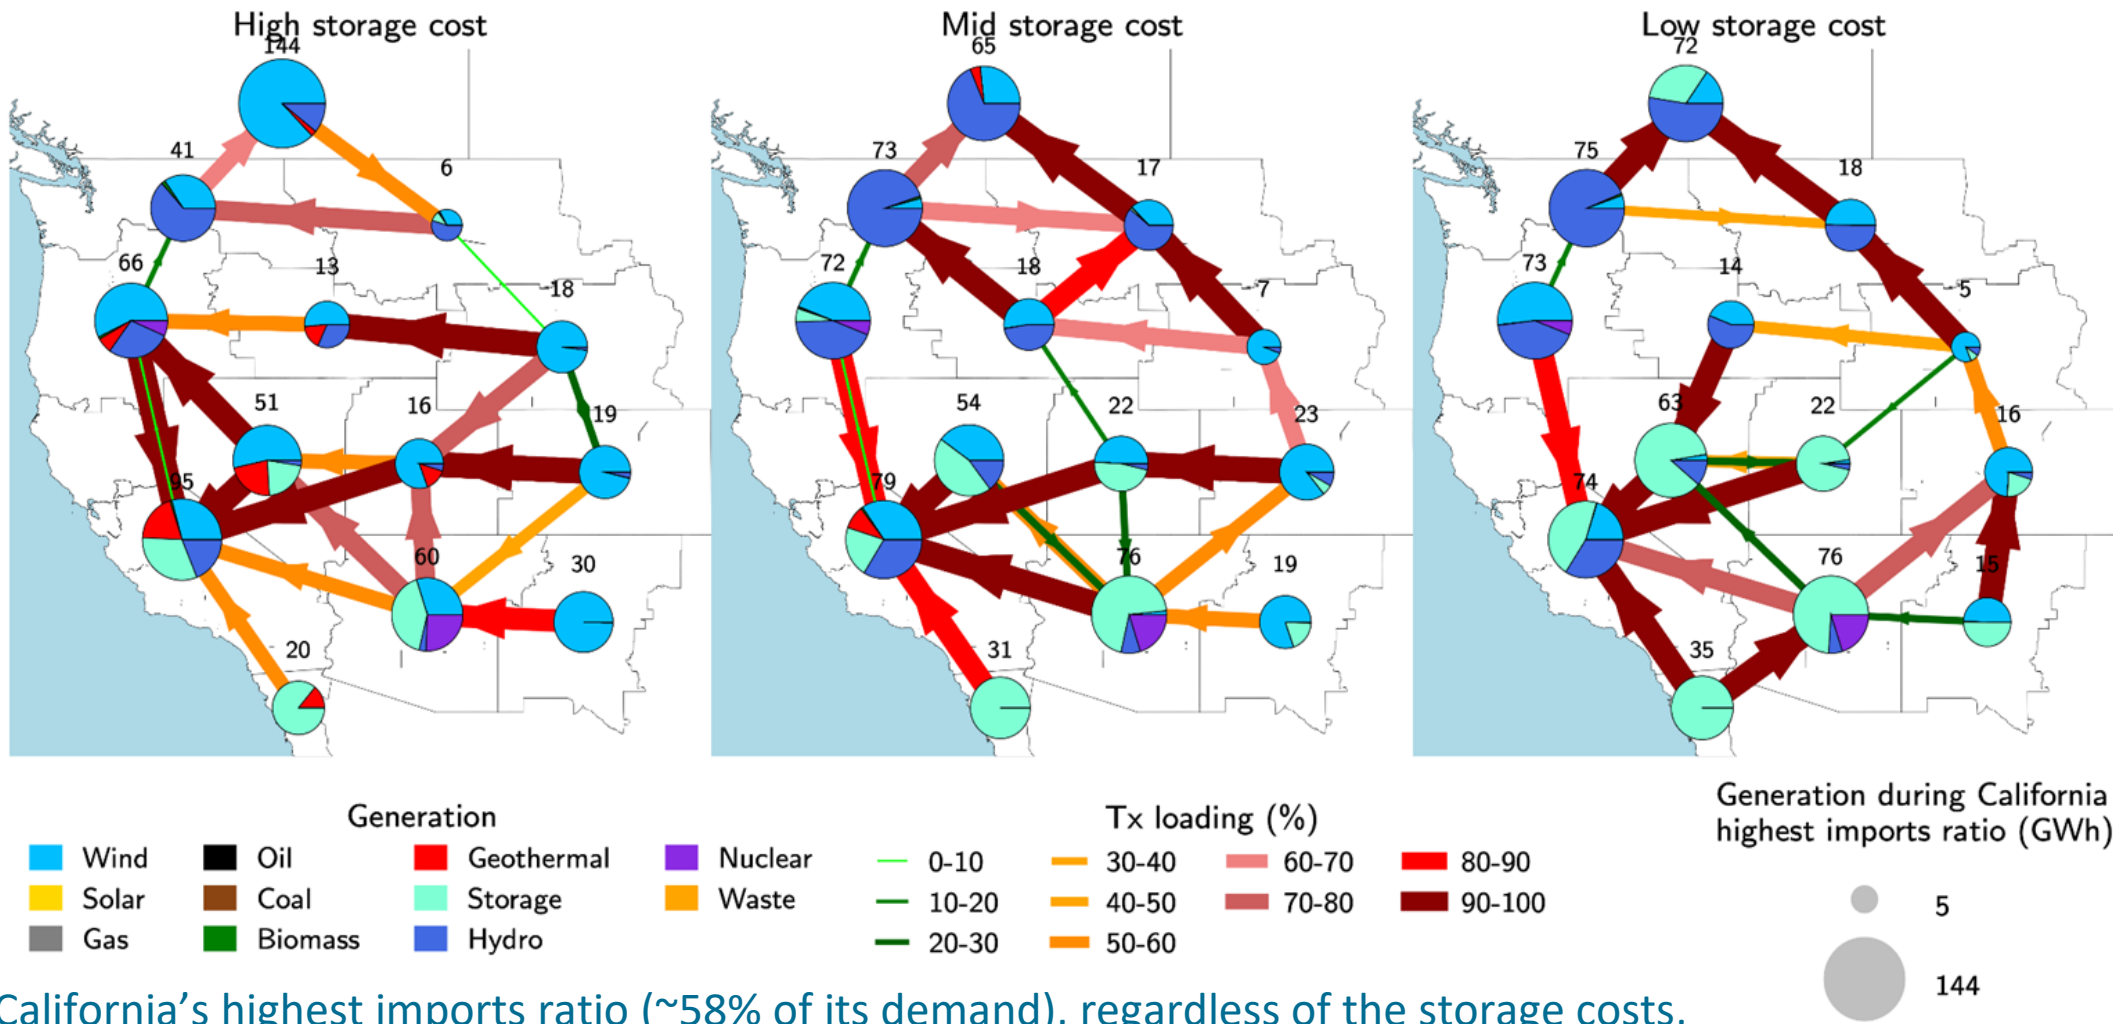 High storage cost
144
41
6
66
13
18
51
16
19
95
60
30
20
Mid storage cost
65
73
17
72
18
7
54
22
23
79
76
19
31
Low storage cost
72
75
18
73
14
5
63
22
16
74
76
15
35
Generation
Wind
Oil
Geothermal
Nuclear
Solar
Coal
Storage
Waste
Gas
Biomass
Hydro
Tx loading (%)
0-10
30-40
60-70
80-90
10-20
40-50
70-80
90-100
20-30
50-60
Generation during California
highest imports ratio (GWh)
5
144
California's highest imports ratio (~58% of its demand), regardless of the storage costs.